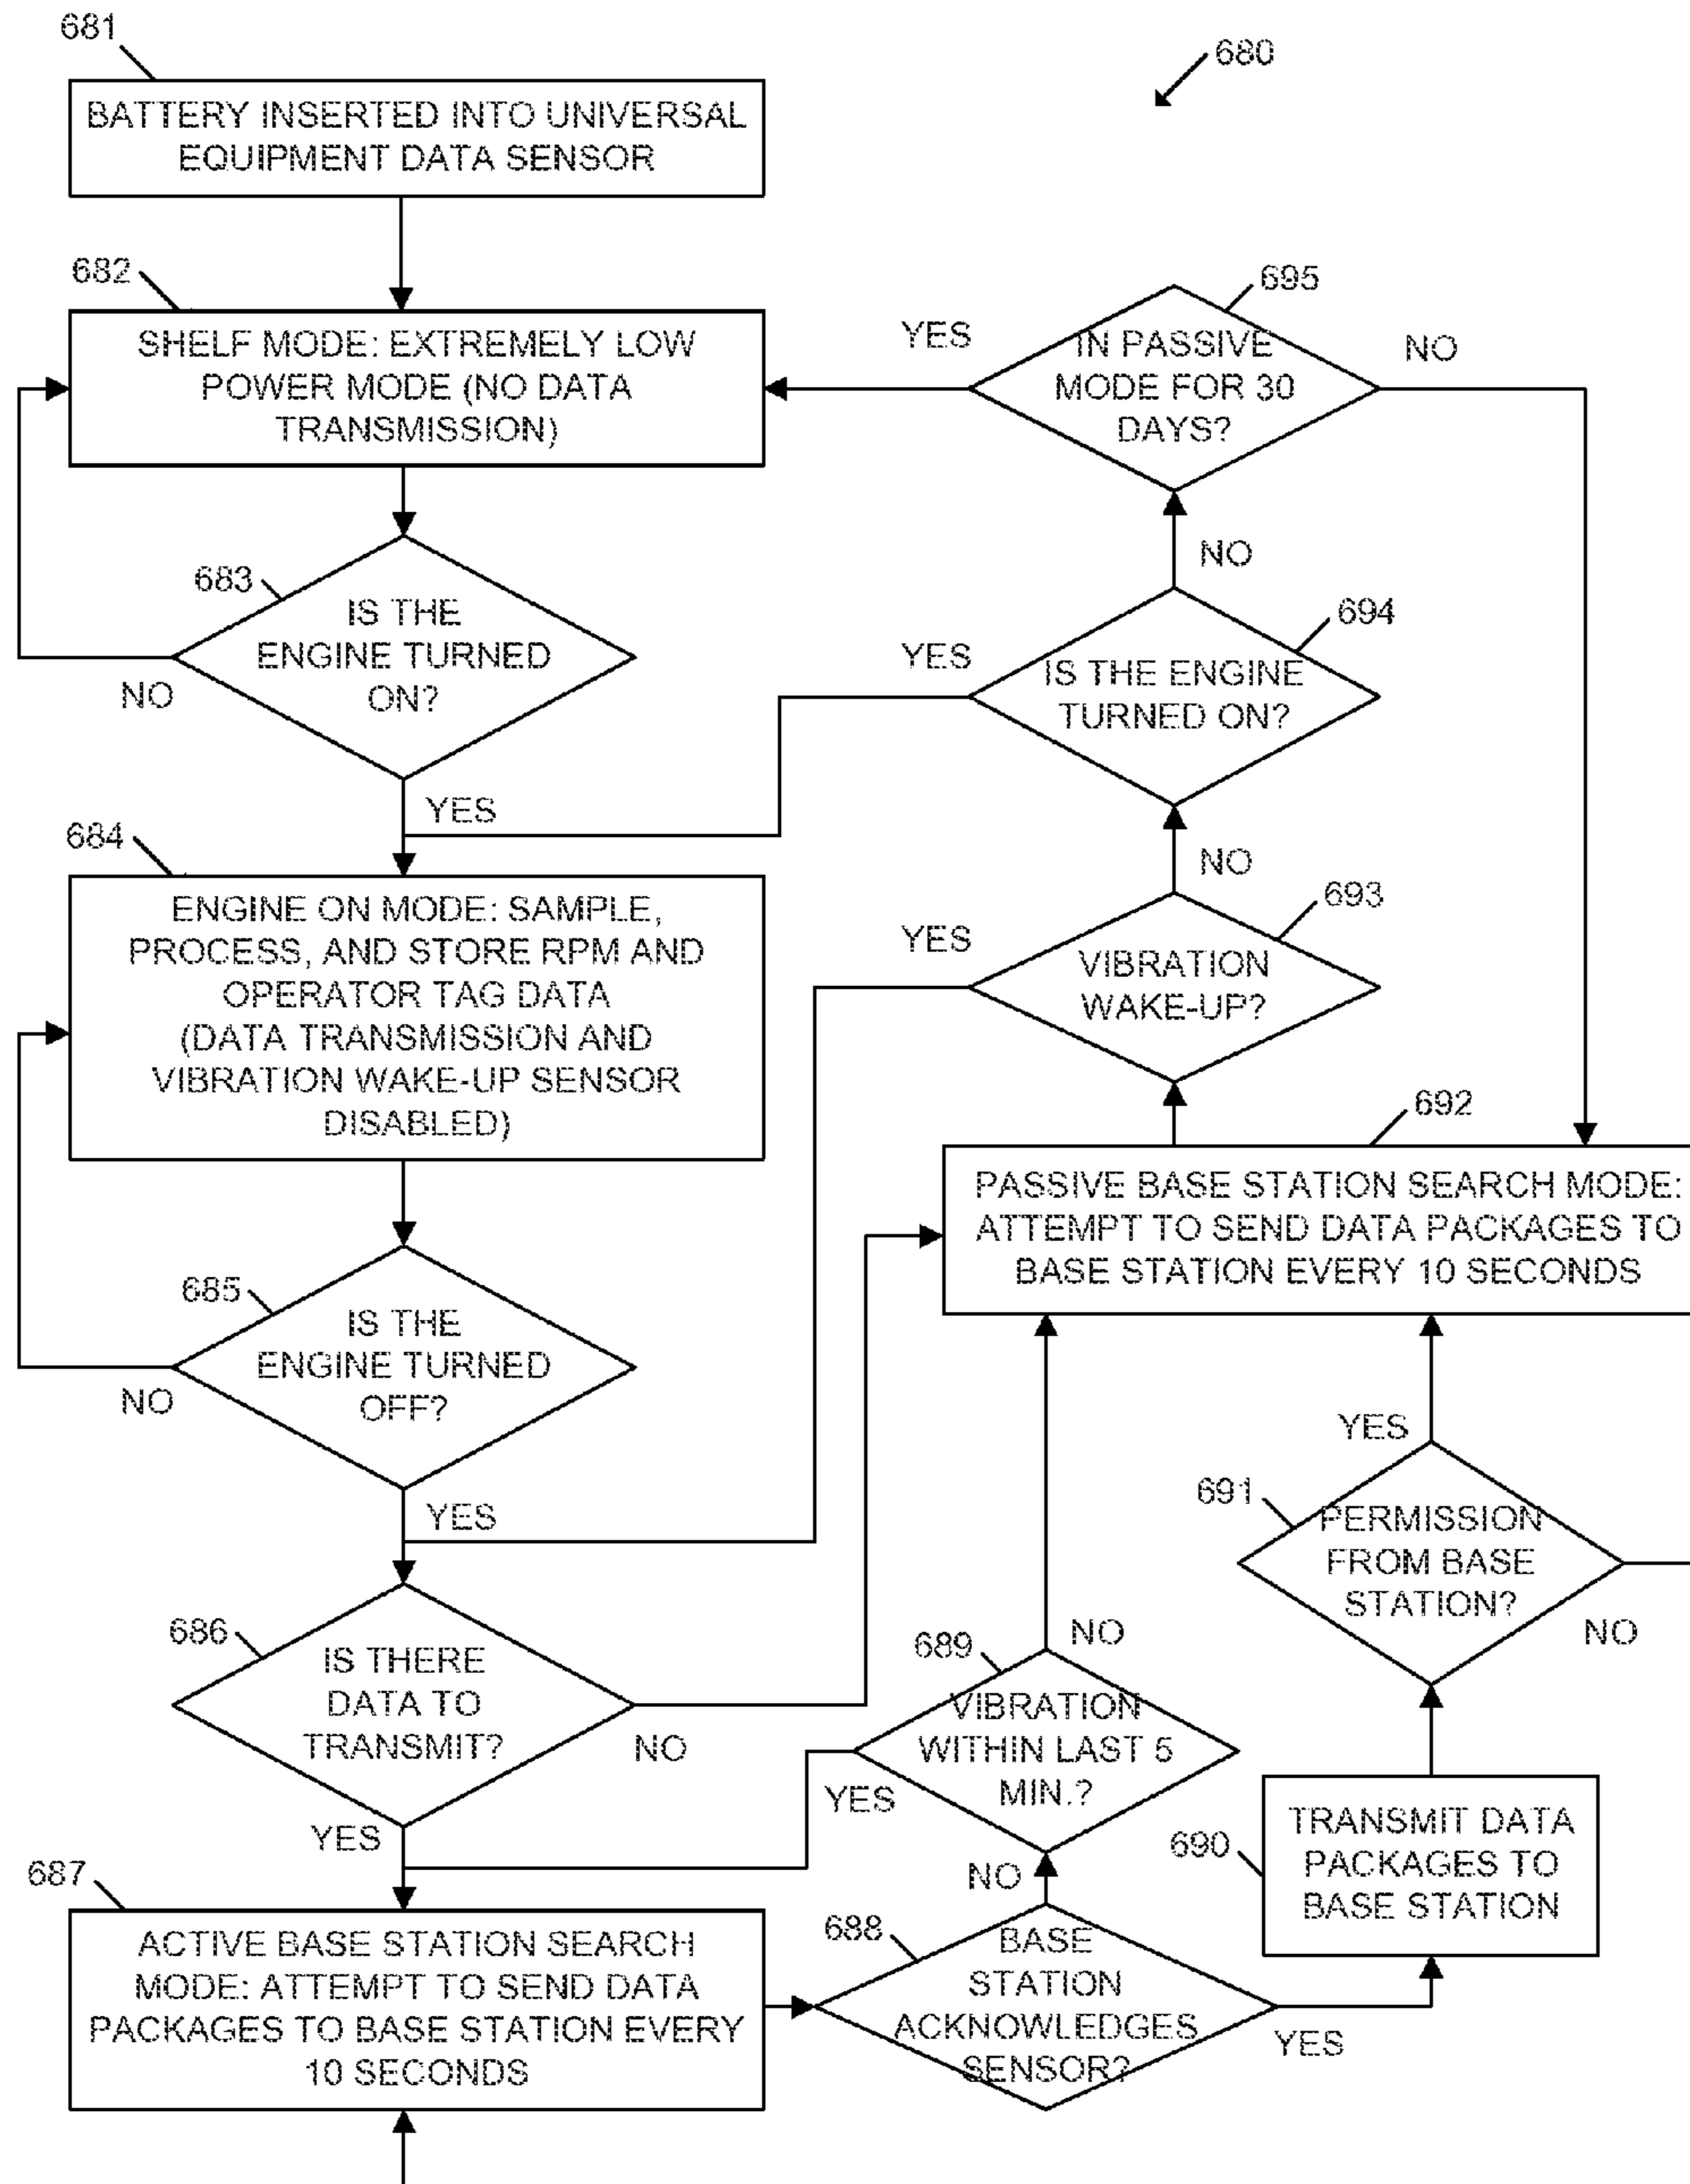 681
680
BATTERY INSERTED INTO UNIVERSAL
EQUIPMENT DATA SENSOR
682
SHELF MODE: EXTREMELY LOW
POWER MODE (NO DATA
TRANSMISSION)
695
YES
IN PASSIVE
MODE FOR 30
DAYS?
NO
683
IS THE
ENGINE TURNED
ON?
NO
YES
NO
694
YES
IS THE ENGINE
TURNED ON?
684
ENGINE ON MODE: SAMPLE,
PROCESS, AND STORE RPM AND
OPERATOR TAG DATA
(DATA TRANSMISSION AND
VIBRATION WAKE-UP SENSOR
DISABLED)
NO
693
YES
VIBRATION
WAKE-UP?
692
PASSIVE BASE STATION SEARCH MODE:
ATTEMPT TO SEND DATA PACKAGES TO
BASE STATION EVERY 10 SECONDS
685
IS THE
ENGINE TURNED
OFF?
NO
YES
YES
691
PERMISSION
FROM BASE
STATION?
NO
686
IS THERE
DATA TO
TRANSMIT?
NO
YES
689
NO
VIBRATION
WITHIN LAST 5
MIN.?
YES
690
TRANSMIT DATA
PACKAGES TO
BASE STATION
687
ACTIVE BASE STATION SEARCH
MODE: ATTEMPT TO SEND DATA
PACKAGES TO BASE STATION EVERY
10 SECONDS
NO
688
BASE
STATION
ACKNOWLEDGES
SENSOR?
YES